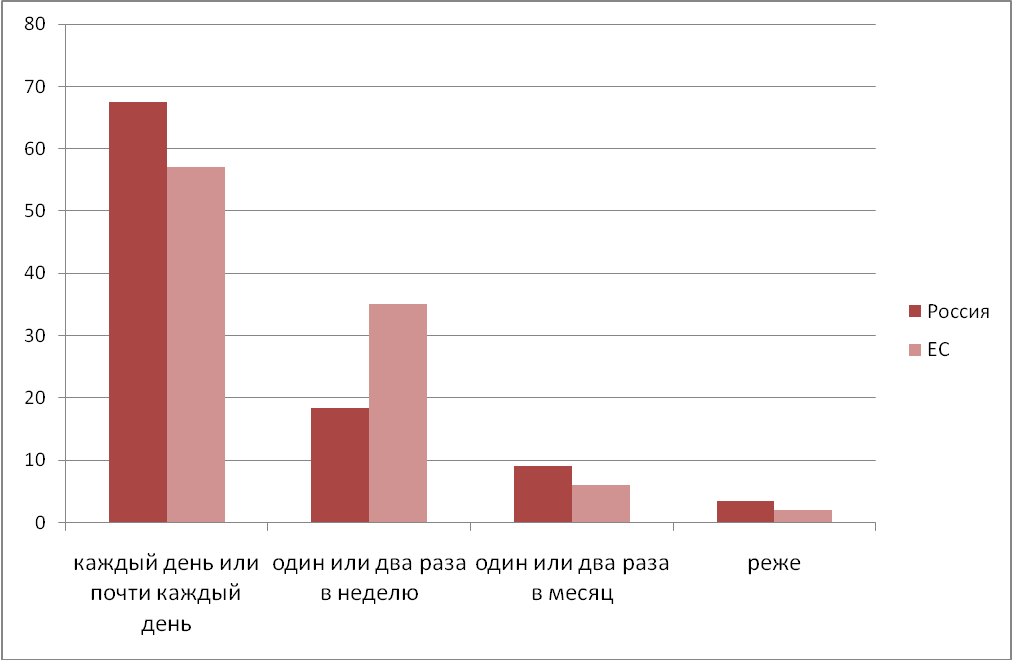 80
70
60
50
40
30
20
10
0
Россия
ЕС
каждый день или
почти каждый
день
один или два раза
в неделю
один или два раза
в месяц
реже